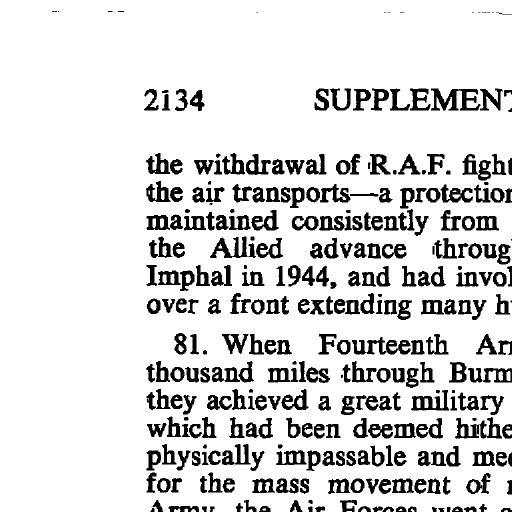 2134 SUPPLEMENT
the withdrawal of R.A.F. fight
the air transports—a protection
maintained consistently from
the Allied advance throug
Imphal in 1944, and had invol
over a front extending many h
81. When Fourteenth Ar
thousand miles through Burm
they achieved a great military
which had been deemed hithe
physically impassable and me
for the mass movement of
Army, the Air Forces went